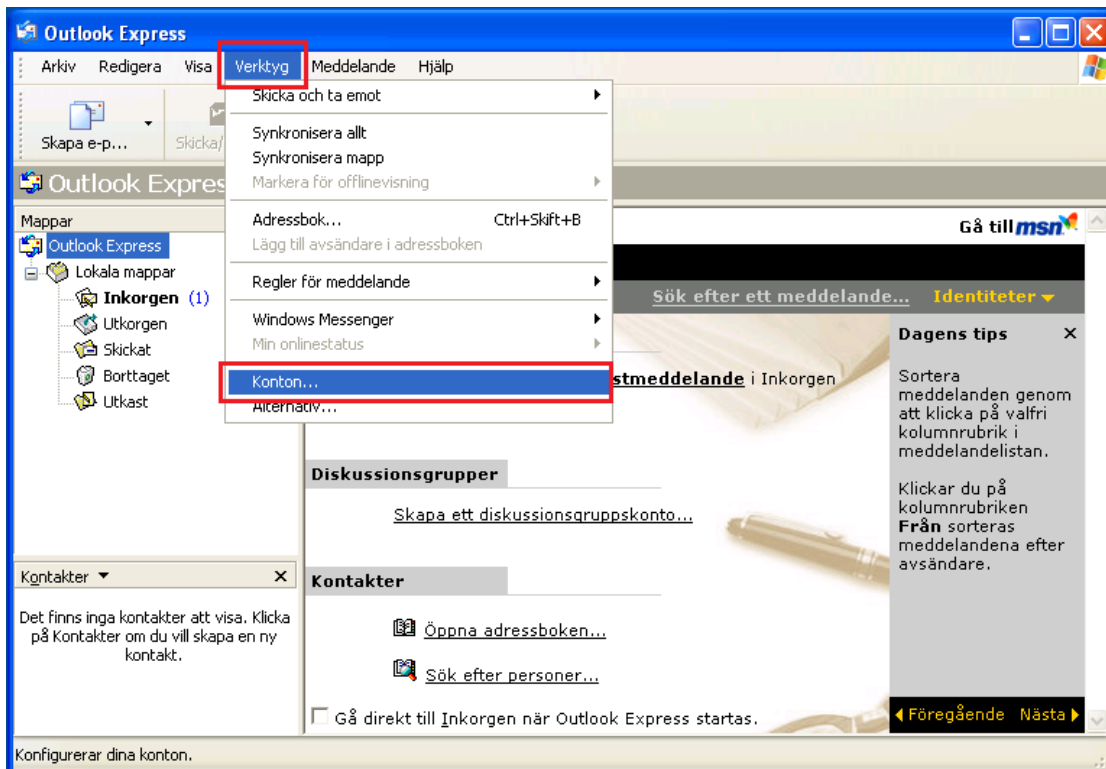 Outlook Express
Arkiv Redigera Visa Verktyg Meddelande Hjälp
Skapa e-p...
Skicka/
Skicka och ta emot
Synkronisera allt
Synkronisera mapp
Markera för offlinevisning
Adressbok... Ctrl+Skift+B
Lägg till avsändare i adressboken
Regler för meddelande
Windows Messenger
Min onlinestatus
Konton...
Alternativ...
Outlook Expres
Mappar
Outlook Express
Lokala mappar
Inkorgen (1)
Utkorgen
Skickat
Borttaget
Utkast
Kontakter
Det finns inga kontakter att visa. Klicka
på Kontakter om du vill skapa en ny
kontakt.
Gå till msn
Sök efter ett meddelande... Identiteter
stmeddelande i Inkorgen
Diskussionsgrupper
Skapa ett diskussionsgruppskonto...
Kontakter
Öppna adressboken...
Sök efter personer...
Gå direkt till Inkorgen när Outlook Express startas.
Dagens tips
Sortera
meddelanden genom
att klicka på valfri
kolumnrubrik i
meddelandelistan.
Klickar du på
kolumnrubriken
Från sorteras
meddelandena efter
avsändare.
Föregående Nästa
Konfigurerar dina konton.